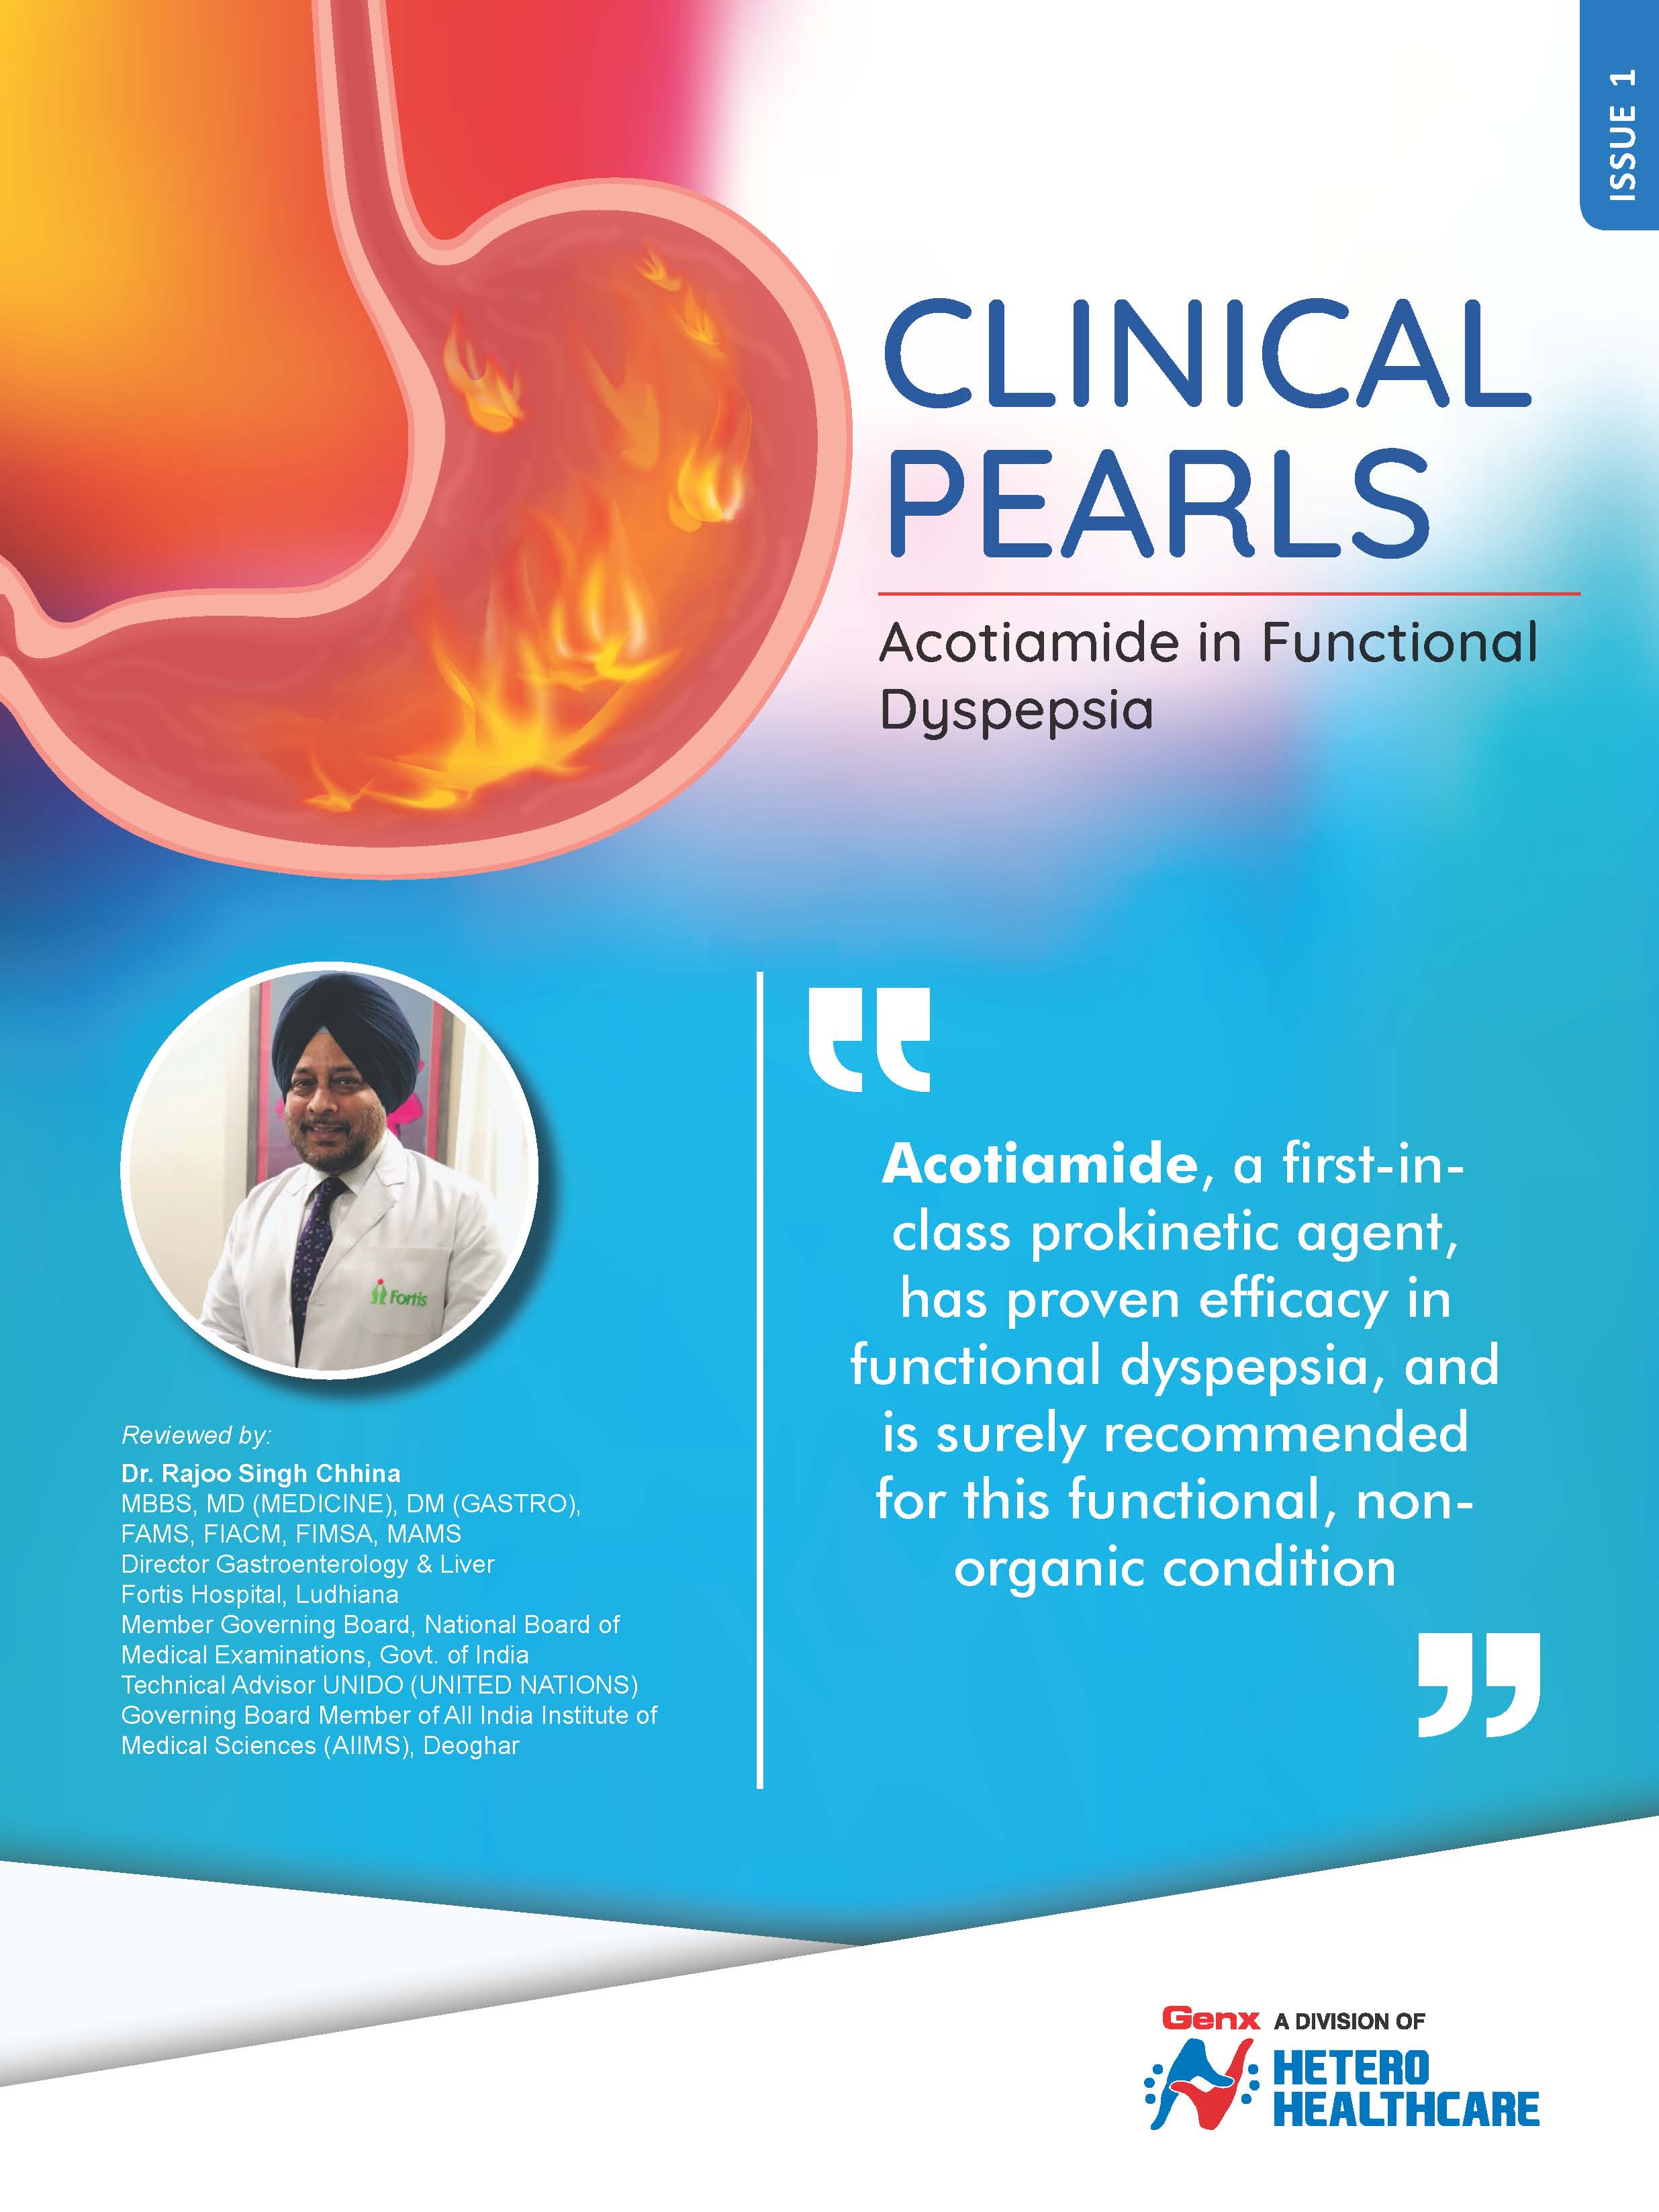 ISSUE 1
CLINICAL
PEARLS
Acotiamide in Functional
Dyspepsia
Fortis
Reviewed by:
Dr. Rajoo Singh Chhina
MBBS, MD (MEDICINE), DM (GASTRO),
FAMS, FIACM, FIMSA, MAMS
Director Gastroenterology & Liver
Fortis Hospital, Ludhiana
Member Governing Board, National Board of
Medical Examinations, Govt. of India
Technical Advisor UNIDO (UNITED NATIONS)
Governing Board Member of All India Institute of
Medical Sciences (AIIMS), Deoghar
“
Acotiamide, a first-in-
class prokinetic agent,
has proven efficacy in
functional dyspepsia, and
is surely recommended
for this functional, non-
organic condition
”
Genx A DIVISION OF
HETERO
HEALTHCARE